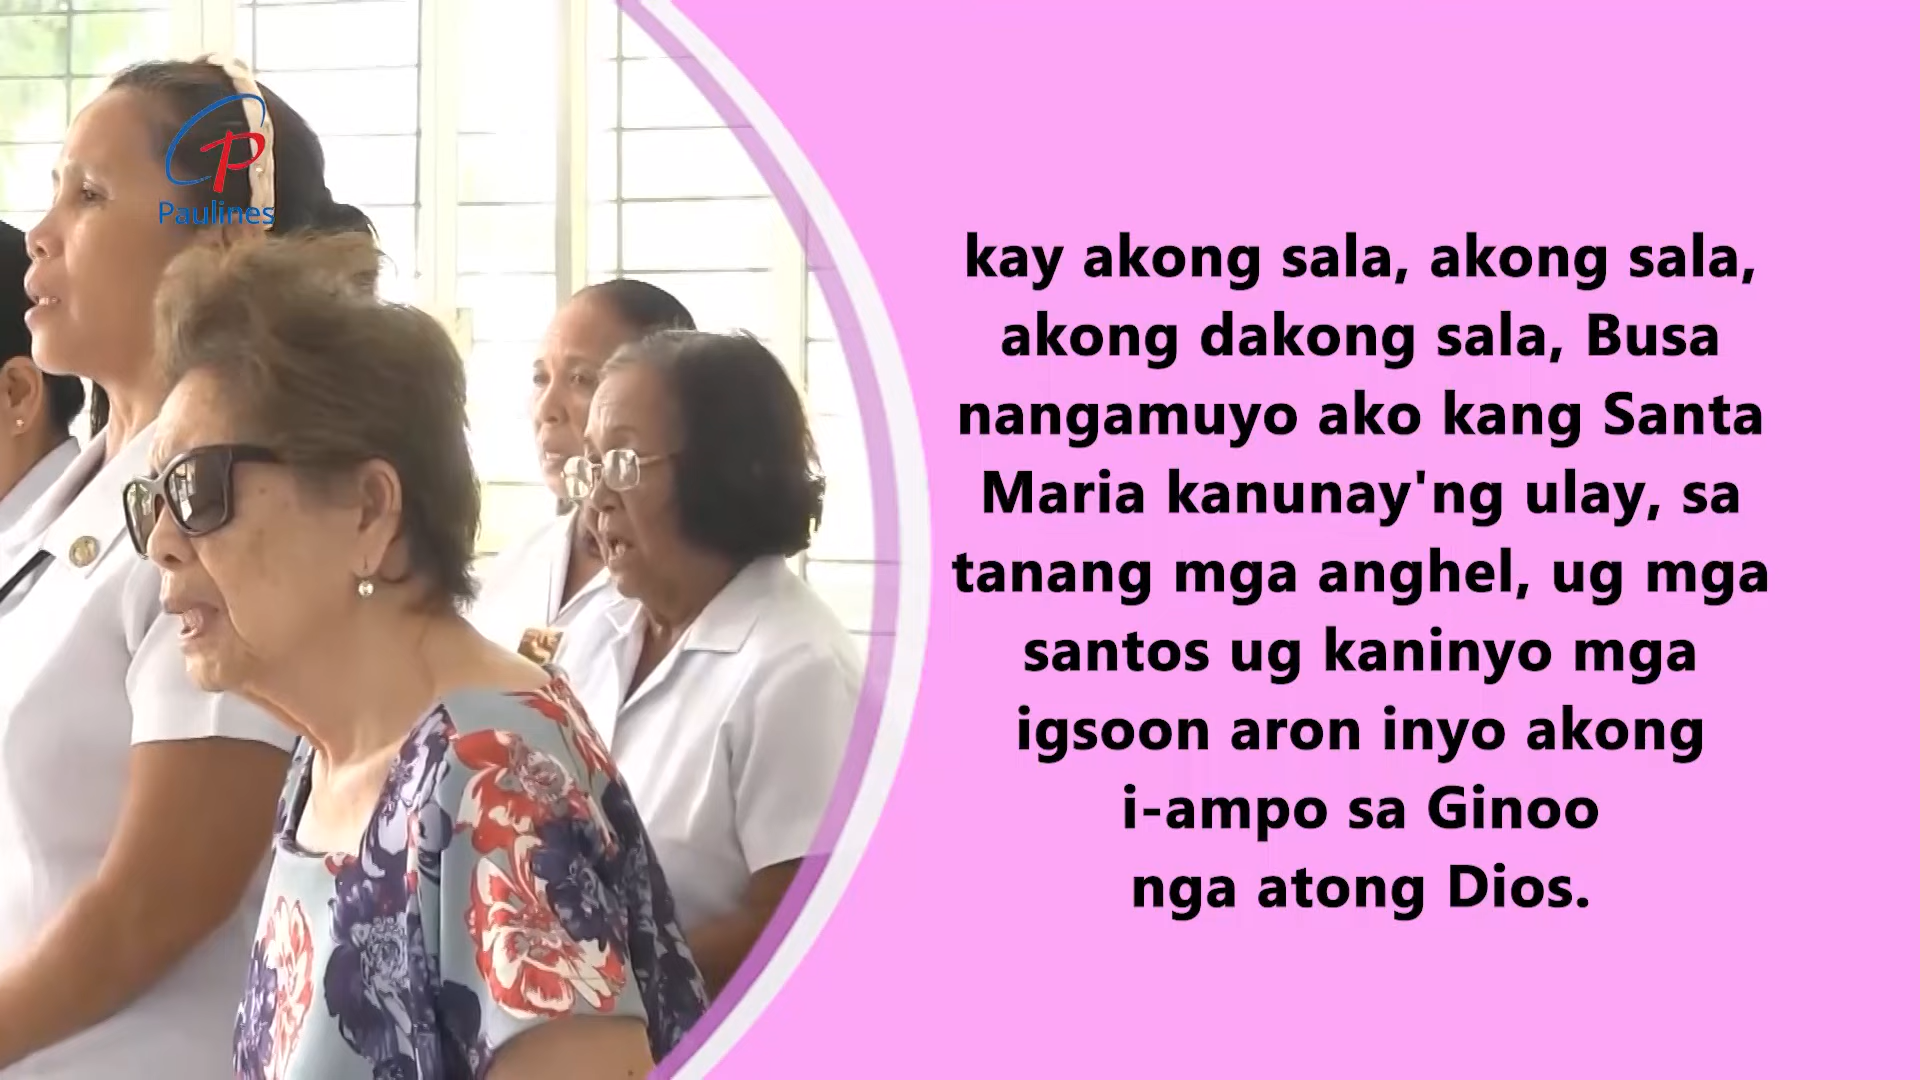 Paulines
kay akong sala, akong sala,
akong dakong sala, Busa
nangamuyo ako kang Santa
Maria kanunay'ng ulay, sa
tanang mga anghel, ug mga
santos ug kaninyo mga
igsoon aron inyo akong
i-ampo sa Ginoo
nga atong Dios.